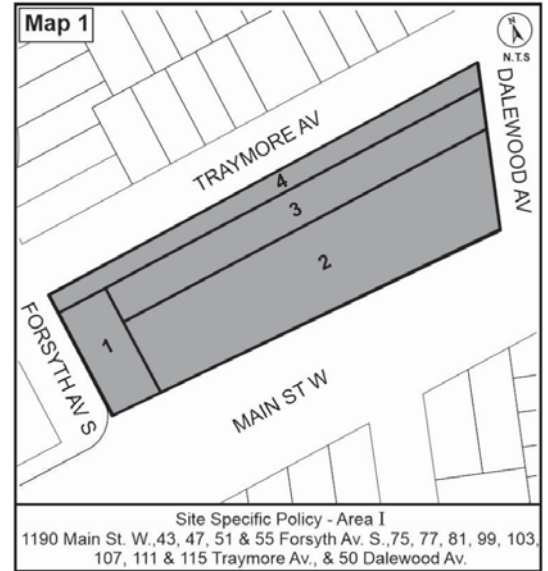 Map 1
N
N.T.S
TRAYMORE AV
DALEWOOD AV
4
3
2
1
FORSYTH AV S
MAIN ST W
Site Specific Policy - Area I
1190 Main St. W.,43, 47, 51 & 55 Forsyth Av. S.,75, 77, 81, 99, 103,
107, 111 & 115 Traymore Av., & 50 Dalewood Av.